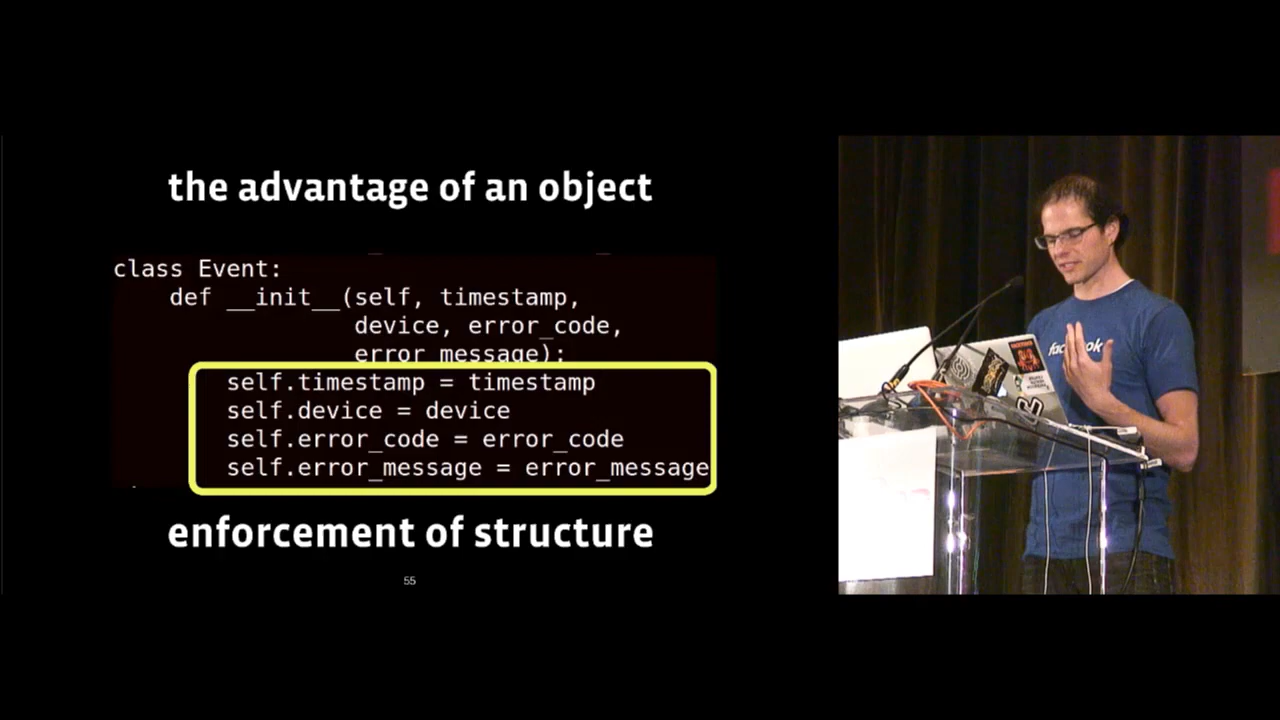 the advantage of an object
class Event:
def __init__(self, timestamp,
device, error_code,
error_message):
self.timestamp = timestamp
self.device = device
self.error_code = error_code
self.error_message = error_message
enforcement of structure
55
facebook